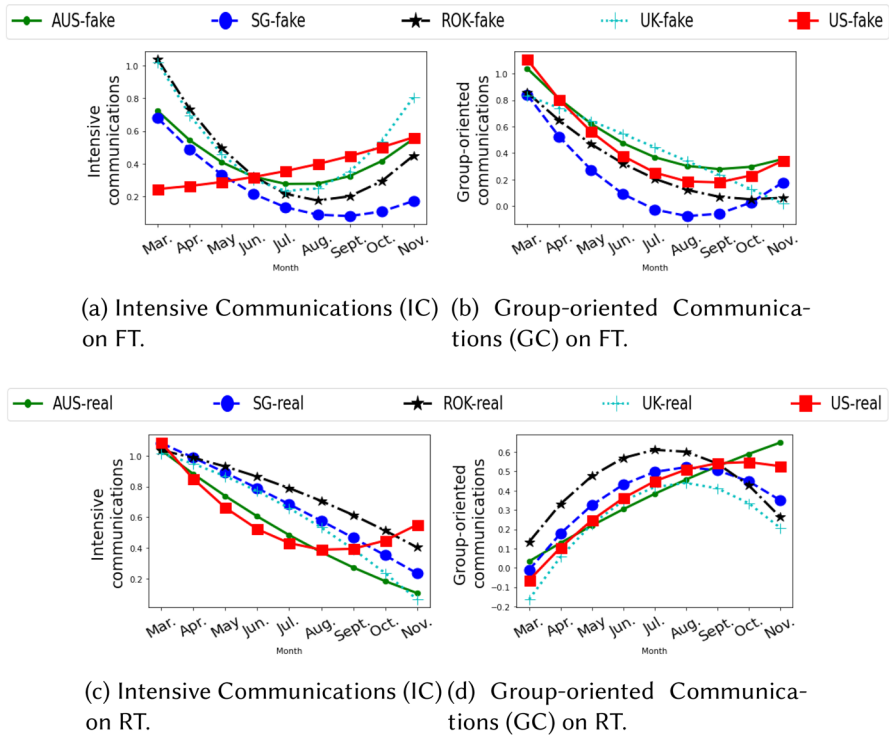 AUS-fake SG-fake ROK-fake UK-fake US-fake
Intensive
communications
1.0
0.8
0.6
0.4
0.2
Mar. Apr. May Jun. Jul. Aug. Sept. Oct. Nov.
Month
Group-oriented
communications
1.0
0.8
0.6
0.4
0.2
0.0
Mar. Apr. May Jun. Jul. Aug. Sept. Oct. Nov.
Month
(a) Intensive Communications (IC)
on FT.
(b) Group-oriented Communica-
tions (GC) on FT.
AUS-real SG-real ROK-real UK-real US-real
Intensive
communications
1.0
0.8
0.6
0.4
0.2
Mar. Apr. May Jun. Jul. Aug. Sept. Oct. Nov.
Month
Group-oriented
communications
0.6
0.5
0.4
0.3
0.2
0.1
0.0
−0.1
−0.2
Mar. Apr. May Jun. Jul. Aug. Sept. Oct. Nov.
Month
(c) Intensive Communications (IC)
on RT.
(d) Group-oriented Communica-
tions (GC) on RT.